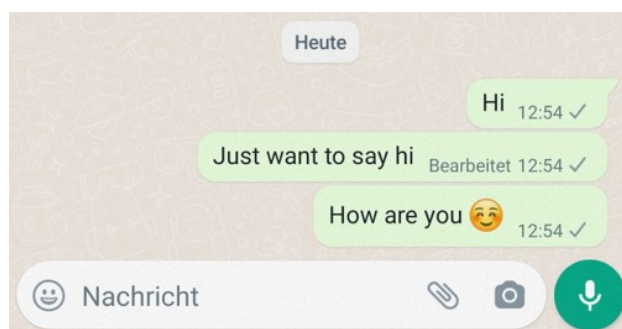 Heute
Hi 12:54
Just want to say hi Bearbeitet 12:54
How are you ☺️ 12:54
Nachricht